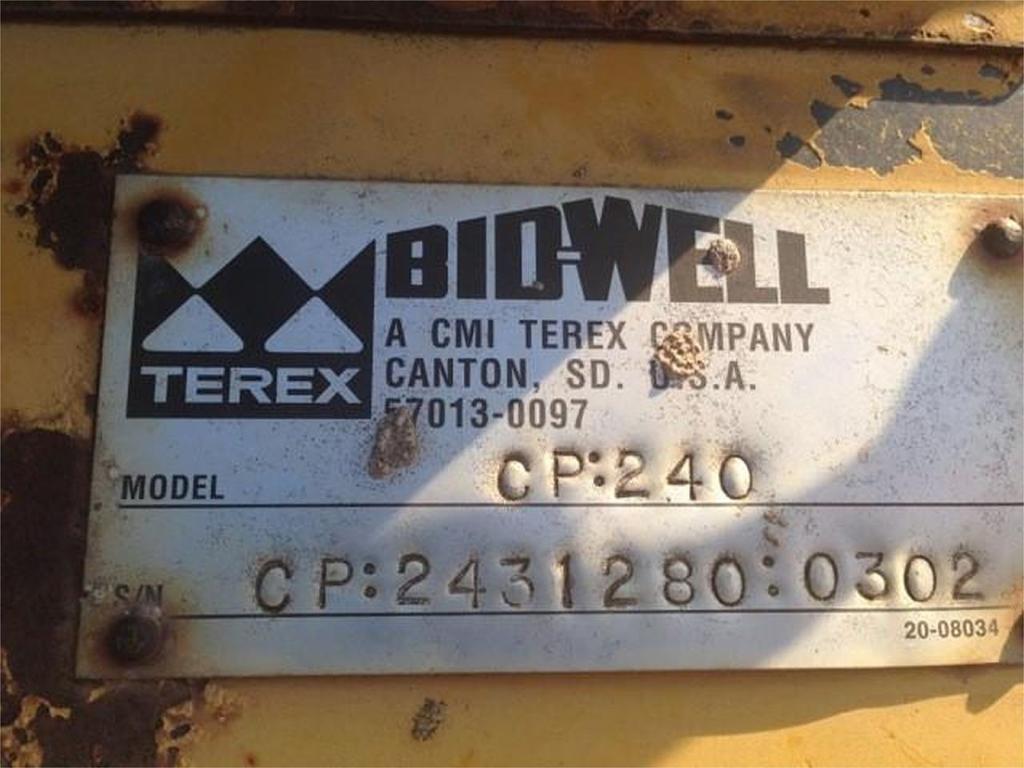 TEREX
BID-WELL
A CMI TEREX COMPANY
CANTON, SD. U.S.A.
57013-0097
MODEL CP:240
S/N CP:2431280:0302
20-08034